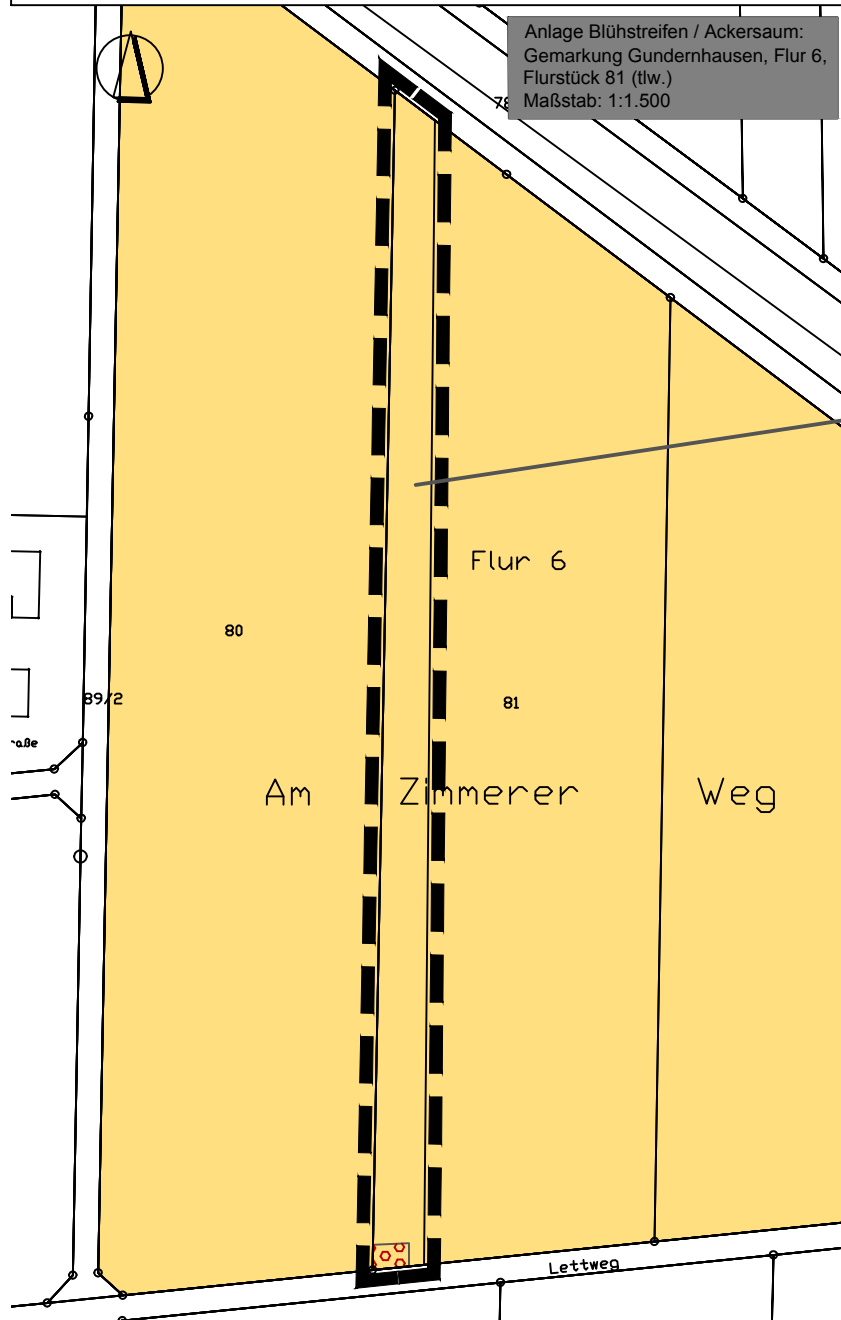 Anlage Blühstreifen / Ackersaum:
Gemarkung Gundernhausen, Flur 6,
Flurstück 81 (tlw.)
Maßstab: 1:1.500
Flur 6
80
89/2
81
raße
Am Zimmerer Weg
Lettweg